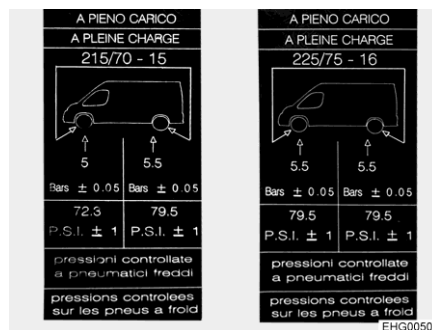 A PIENO CARICO
A PLEINE CHARGE
215/70 - 15
5 5.5
Bars ± 0.05 Bars ± 0.05
72.3 79.5
P.S.I. ± 1 P.S.I. ± 1
pressioni controllate
a pneumatici freddi
pressions controlees
sur les pneus a froid
A PIENO CARICO
A PLEINE CHARGE
225/75 - 16
5.5 5.5
Bars ± 0.05 Bars ± 0.05
79.5 79.5
P.S.I. ± 1 P.S.I. ± 1
pressioni controllate
a pneumatici freddi
pressions controlees
sur les pneus a froid
EHG0050